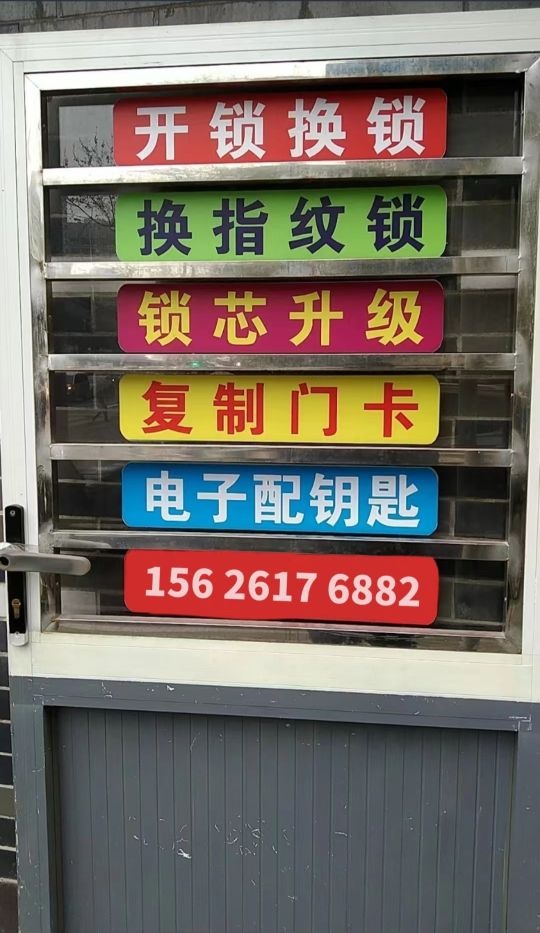 开锁换锁
换指纹锁
锁芯升级
复制门卡
电子配钥匙
156 2617 6882